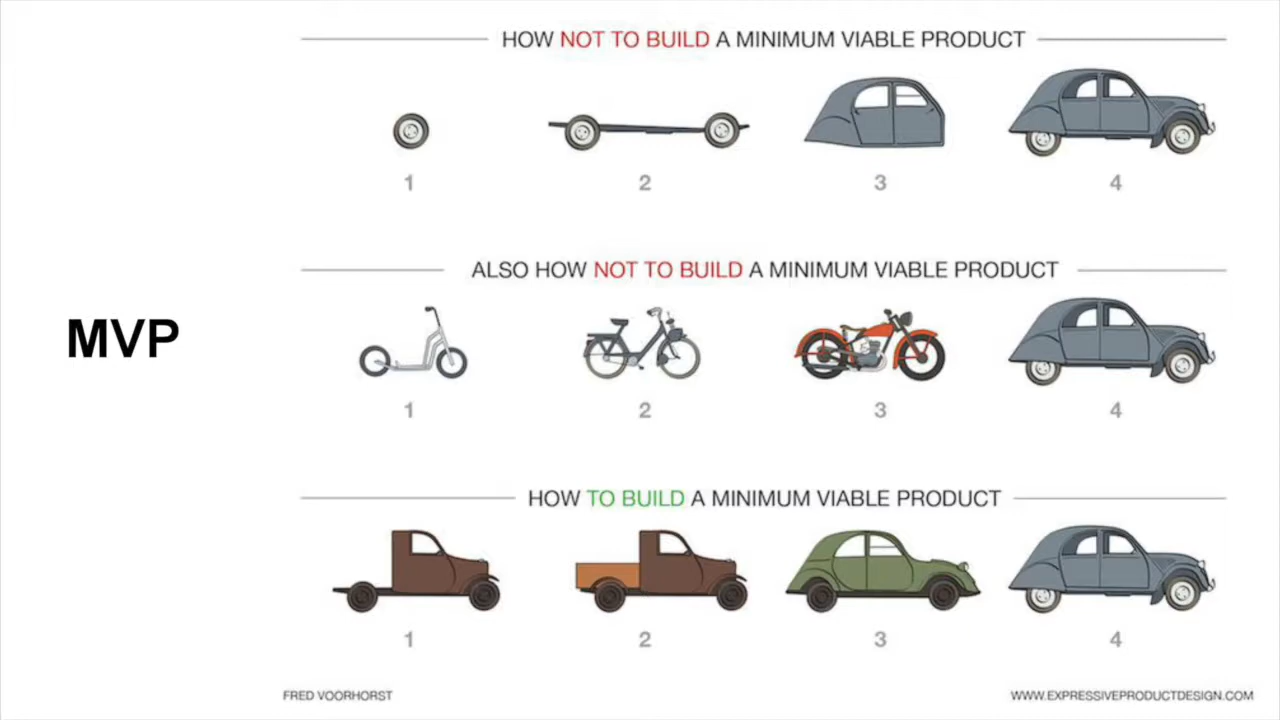 HOW NOT TO BUILD A MINIMUM VIABLE PRODUCT
1 2 3 4
ALSO HOW NOT TO BUILD A MINIMUM VIABLE PRODUCT
MVP
1 2 3 4
HOW TO BUILD A MINIMUM VIABLE PRODUCT
1 2 3 4
FRED VOORHORST
WWW.EXPRESSIVEPRODUCTDESIGN.COM